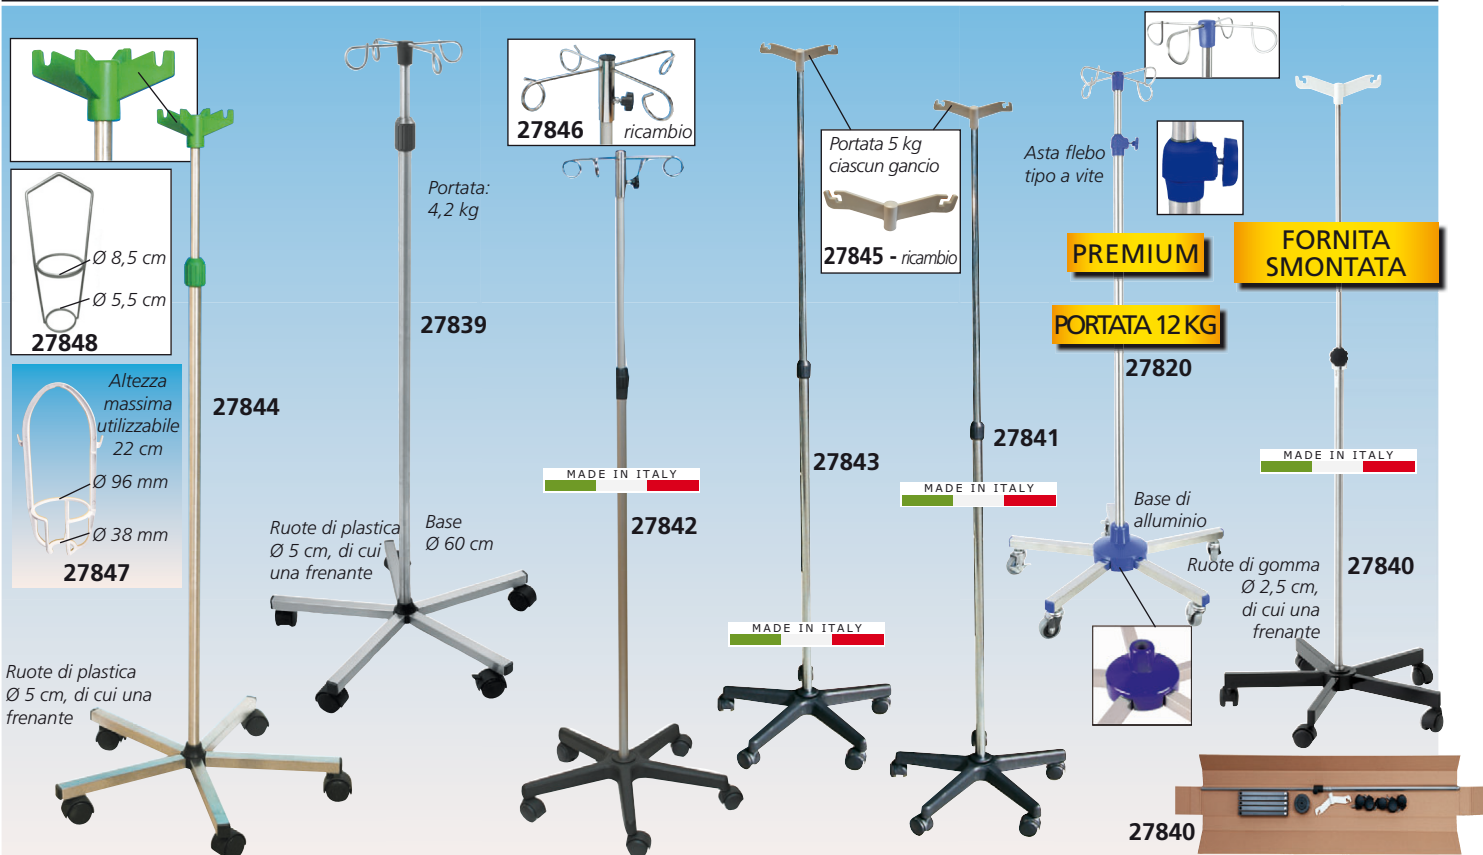 27846
ricambio
Portata 5 kg
ciascun gancio
27845 - ricambio
Asta flebo
tipo a vite
Portata:
4,2 kg
PREMIUM
FORNITA
SMONTATA
Ø 8,5 cm
Ø 5,5 cm
27848
27839
PORTATA 12 KG
27820
Altezza
massima
utilizzabile
22 cm
Ø 96 mm
Ø 38 mm
27847
27844
27843
27841
MADE IN ITALY
MADE IN ITALY
MADE IN ITALY
27842
Ruote di plastica
Ø 5 cm, di cui
una frenante
Base
Ø 60 cm
Base di
alluminio
Ruote di gomma
Ø 2,5 cm,
di cui una
frenante
27840
MADE IN ITALY
Ruote di plastica
Ø 5 cm, di cui una
frenante
27840